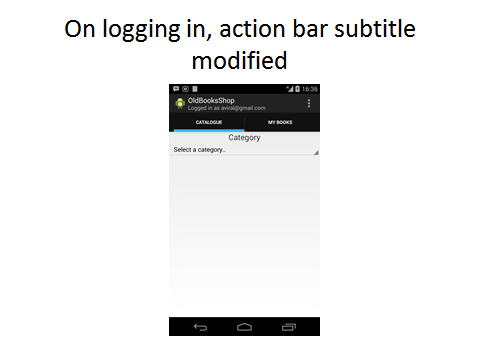 On logging in, action bar subtitle
modified
16:36
OldBooksShop
Logged in as aviral@gmail.com
CATALOGUE MY BOOKS
Category
Select a category..